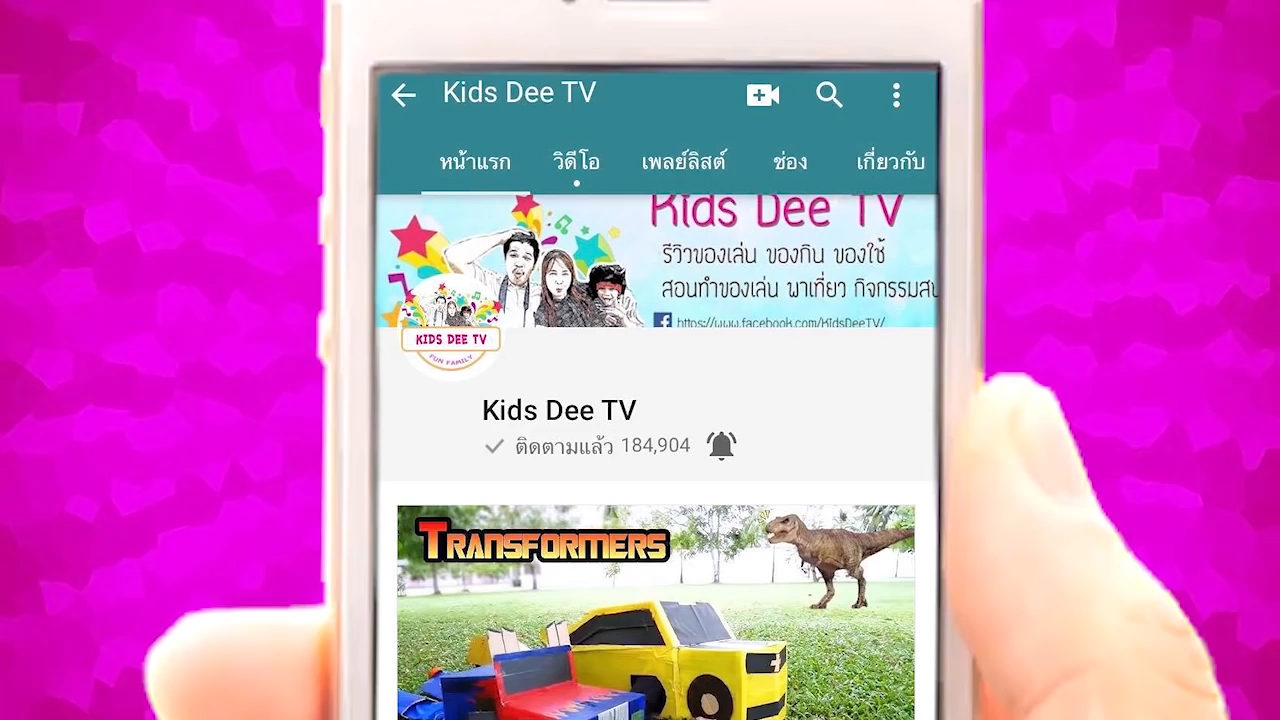 Kids Dee TV
หน้าแรก วิดีโอ เพลย์ลิสต์ ช่อง เกี่ยวกับ
Kids Dee TV
รีวิวของเล่น ของกิน ของใช้
สอนทำของเล่น พาเที่ยว กิจกรรมสน
https://www.facebook.com/KidsDeeTV/
KIDS DEE TV
FUN FAMILY
Kids Dee TV
ติดตามแล้ว 184,904
TRANSFORMERS